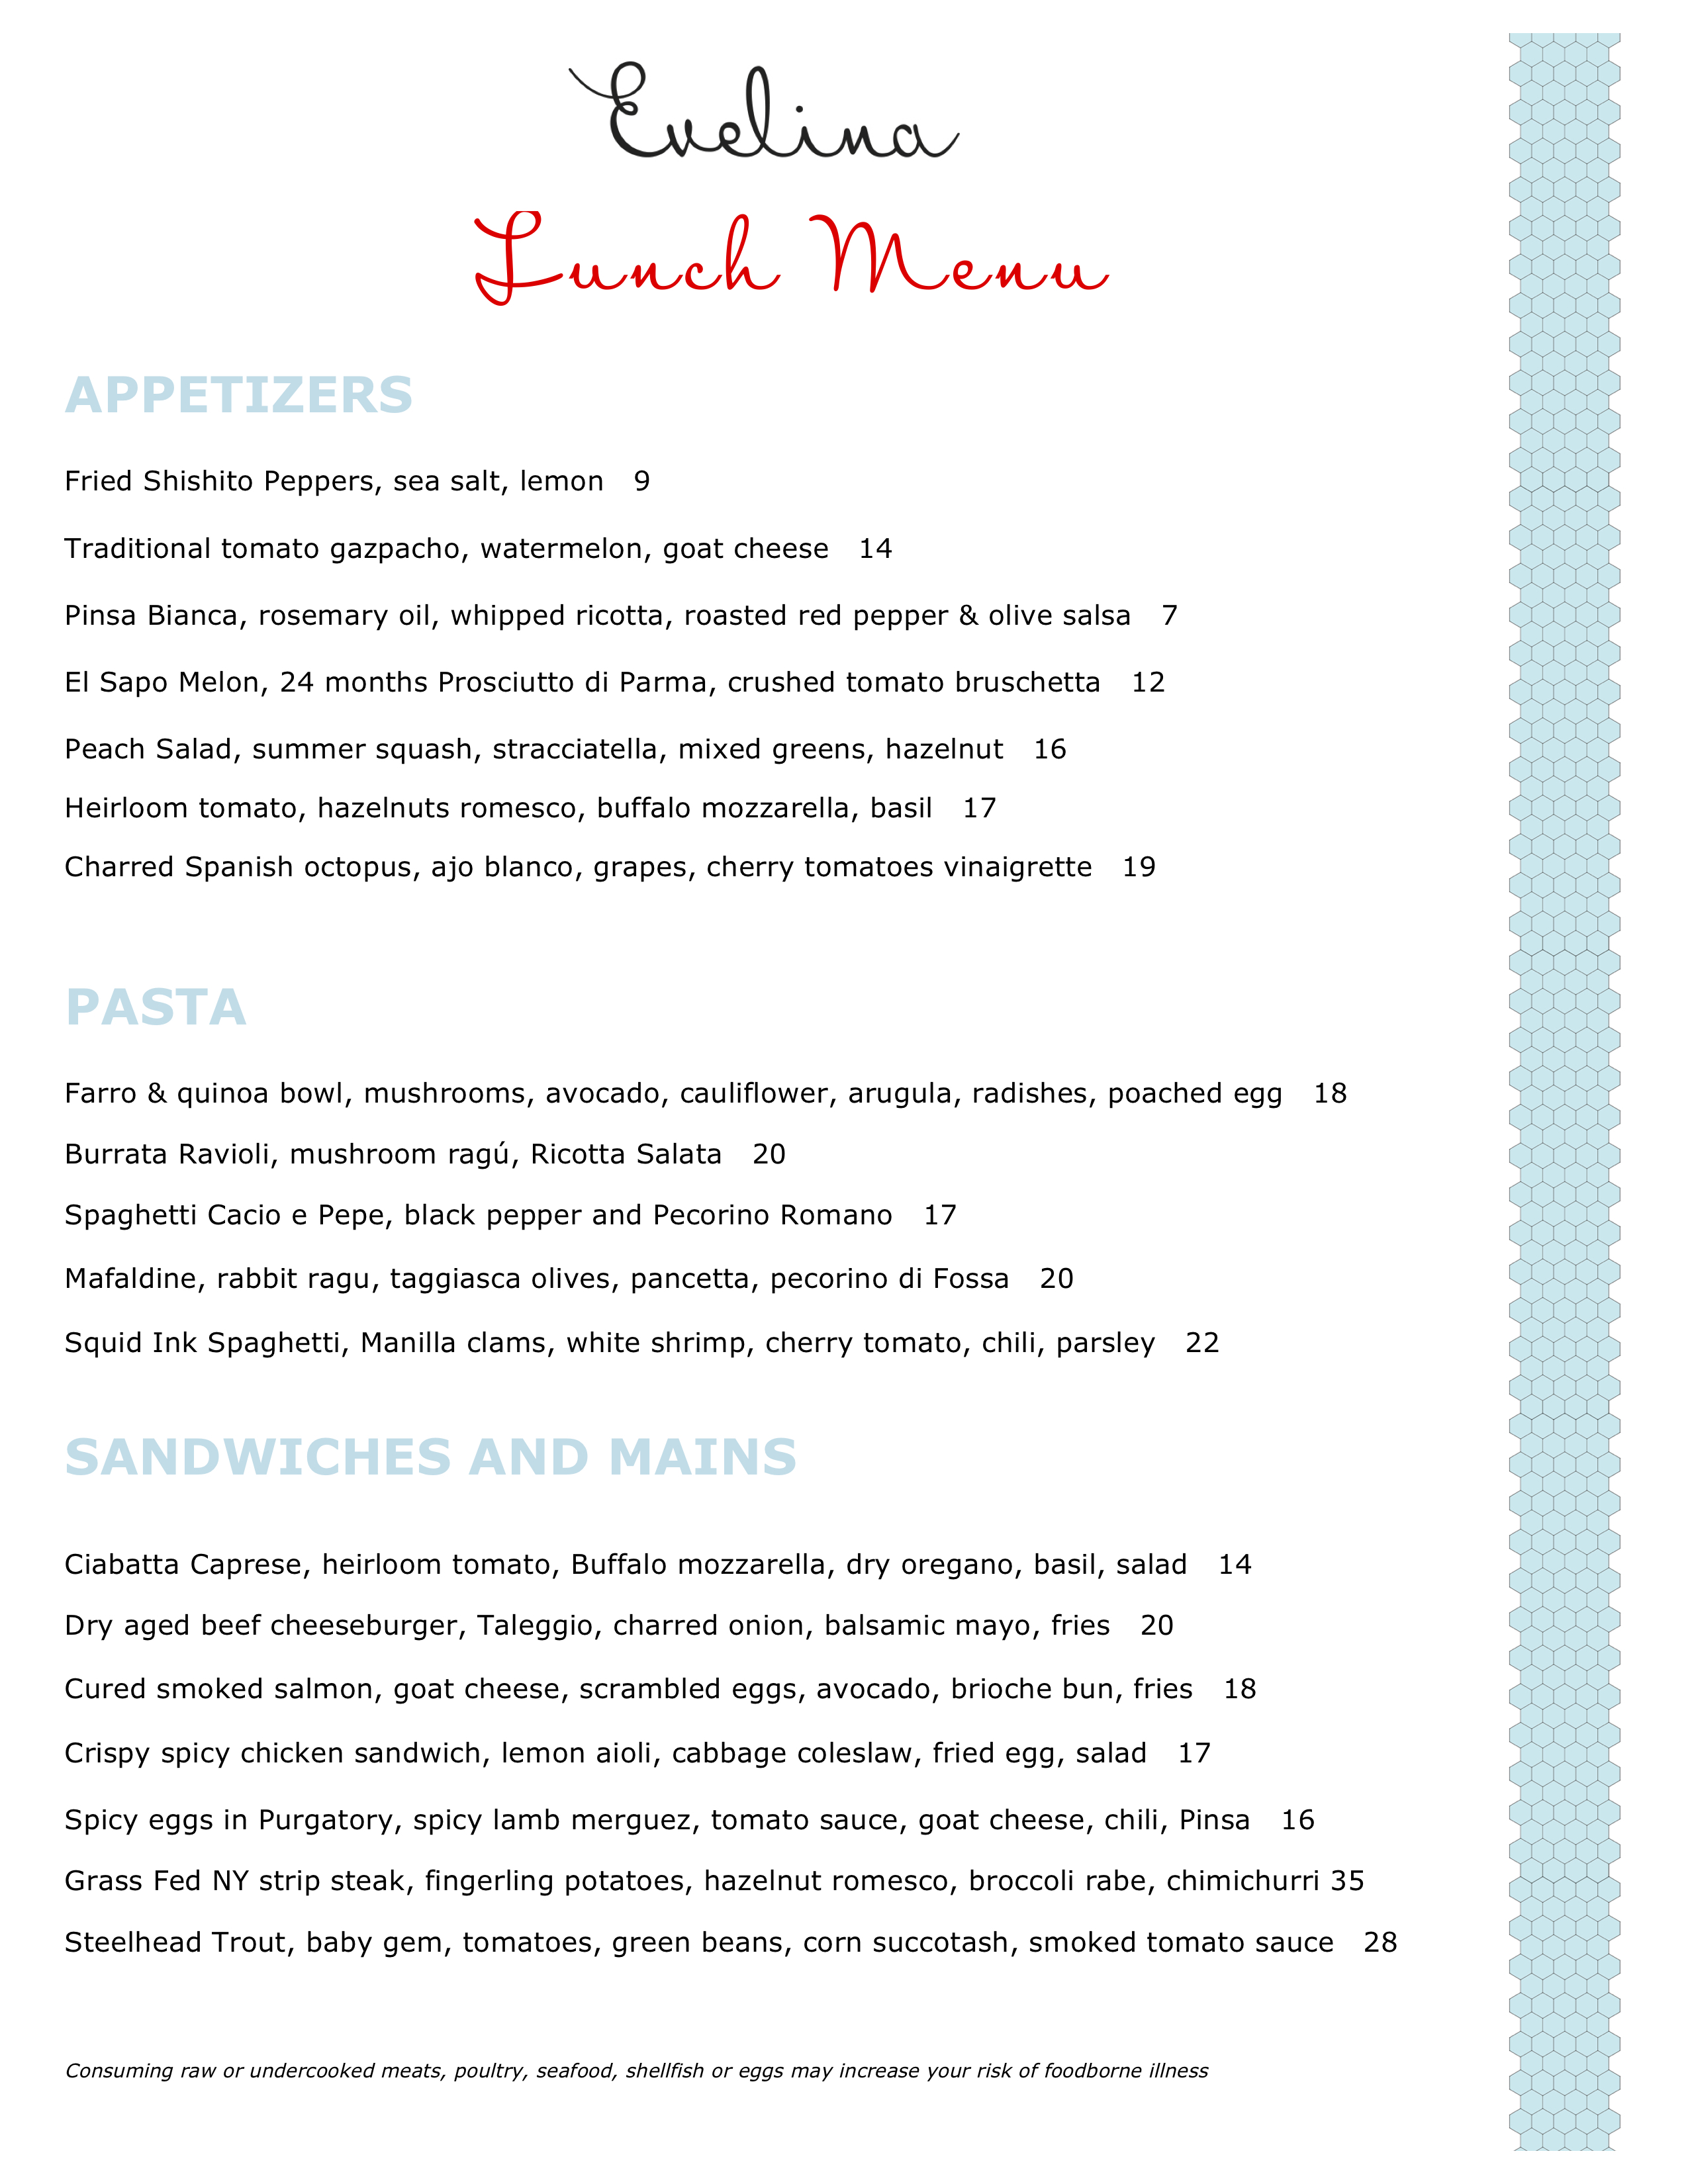 Evelina
Lunch Menu
APPETIZERS
Fried Shishito Peppers, sea salt, lemon 9
Traditional tomato gazpacho, watermelon, goat cheese 14
Pinsa Bianca, rosemary oil, whipped ricotta, roasted red pepper & olive salsa 7
El Sapo Melon, 24 months Prosciutto di Parma, crushed tomato bruschetta 12
Peach Salad, summer squash, stracciatella, mixed greens, hazelnut 16
Heirloom tomato, hazelnuts romesco, buffalo mozzarella, basil 17
Charred Spanish octopus, ajo blanco, grapes, cherry tomatoes vinaigrette 19
PASTA
Farro & quinoa bowl, mushrooms, avocado, cauliflower, arugula, radishes, poached egg 18
Burrata Ravioli, mushroom ragú, Ricotta Salata 20
Spaghetti Cacio e Pepe, black pepper and Pecorino Romano 17
Mafaldine, rabbit ragu, taggiasca olives, pancetta, pecorino di Fossa 20
Squid Ink Spaghetti, Manilla clams, white shrimp, cherry tomato, chili, parsley 22
SANDWICHES AND MAINS
Ciabatta Caprese, heirloom tomato, Buffalo mozzarella, dry oregano, basil, salad 14
Dry aged beef cheeseburger, Taleggio, charred onion, balsamic mayo, fries 20
Cured smoked salmon, goat cheese, scrambled eggs, avocado, brioche bun, fries 18
Crispy spicy chicken sandwich, lemon aioli, cabbage coleslaw, fried egg, salad 17
Spicy eggs in Purgatory, spicy lamb merguez, tomato sauce, goat cheese, chili, Pinsa 16
Grass Fed NY strip steak, fingerling potatoes, hazelnut romesco, broccoli rabe, chimichurri 35
Steelhead Trout, baby gem, tomatoes, green beans, corn succotash, smoked tomato sauce 28
Consuming raw or undercooked meats, poultry, seafood, shellfish or eggs may increase your risk of foodborne illness